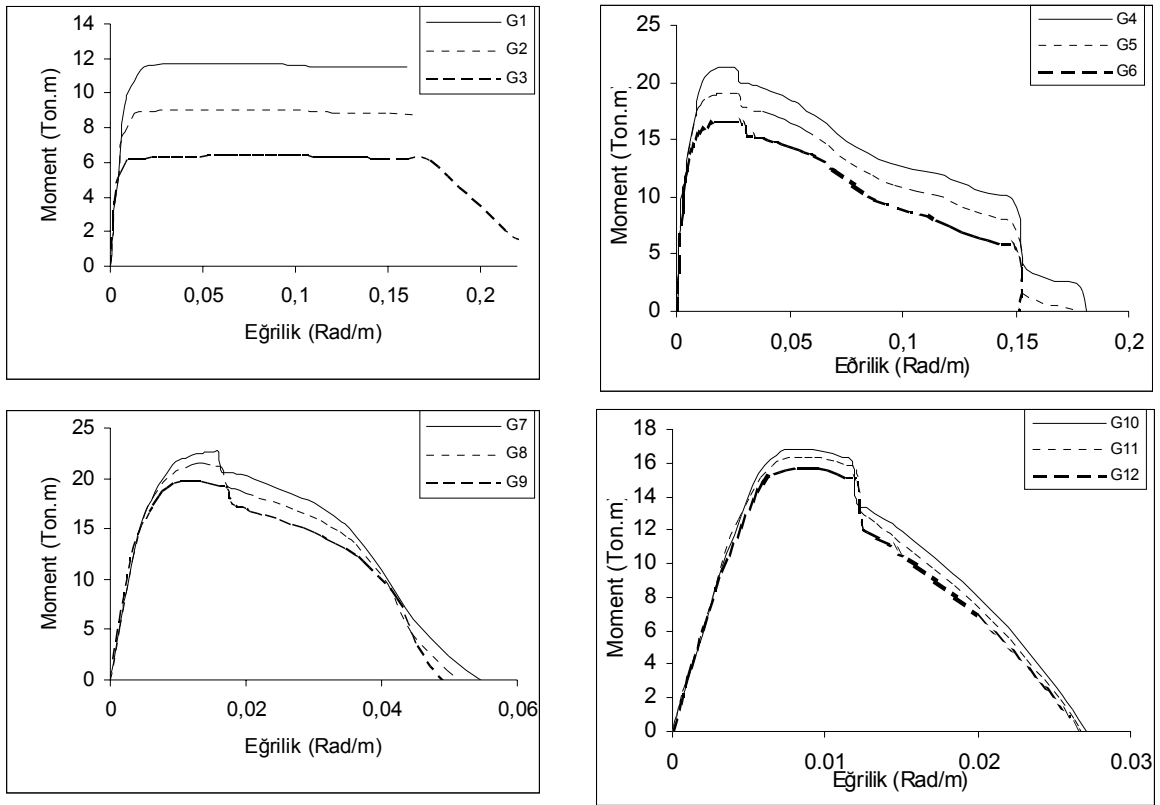 14
12
10
8
6
4
2
0
Moment (Ton.m)
0 0,05 0,1 0,15 0,2
Eğrilik (Rad/m)
G1
G2
G3
25
20
15
10
5
0
Moment (Ton.m)
0 0,05 0,1 0,15 0,2
Eðrilik (Rad/m)
G4
G5
G6
25
20
15
10
5
0
Moment (Ton.m)
0 0,02 0,04 0,06
Eğrilik (Rad/m)
G7
G8
G9
18
16
14
12
10
8
6
4
2
0
Moment (Ton.m)
0 0.01 0.02 0.03
Eğrilik (Rad/m)
G10
G11
G12